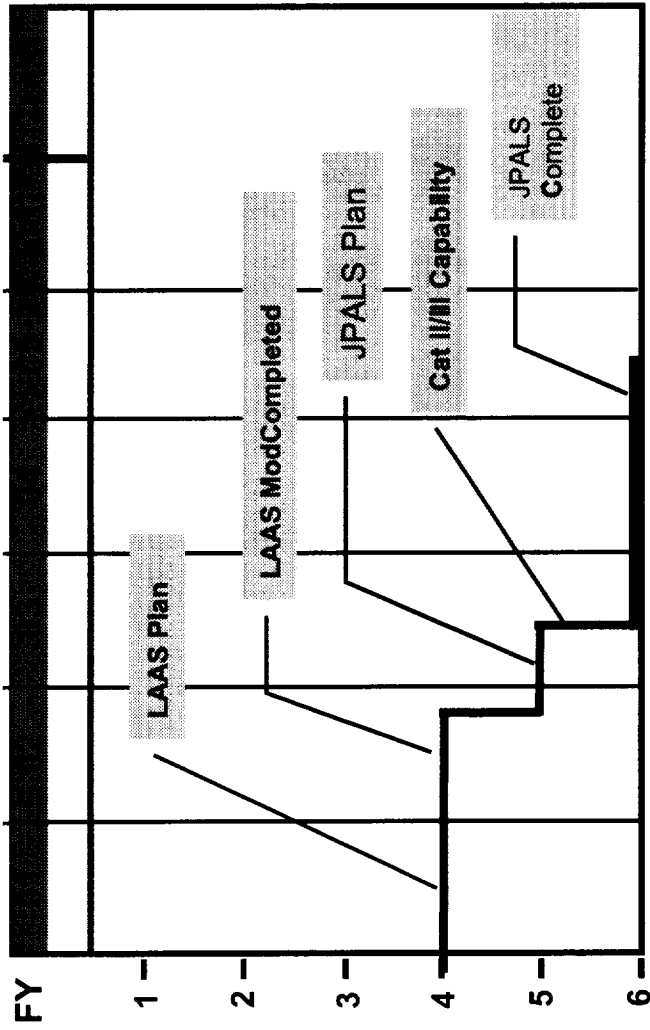 FY
1
2
3
4
5
6
LAAS Plan
LAAS ModCompleted
JPALS Plan
Cat II/III Capability
JPALS
Complete